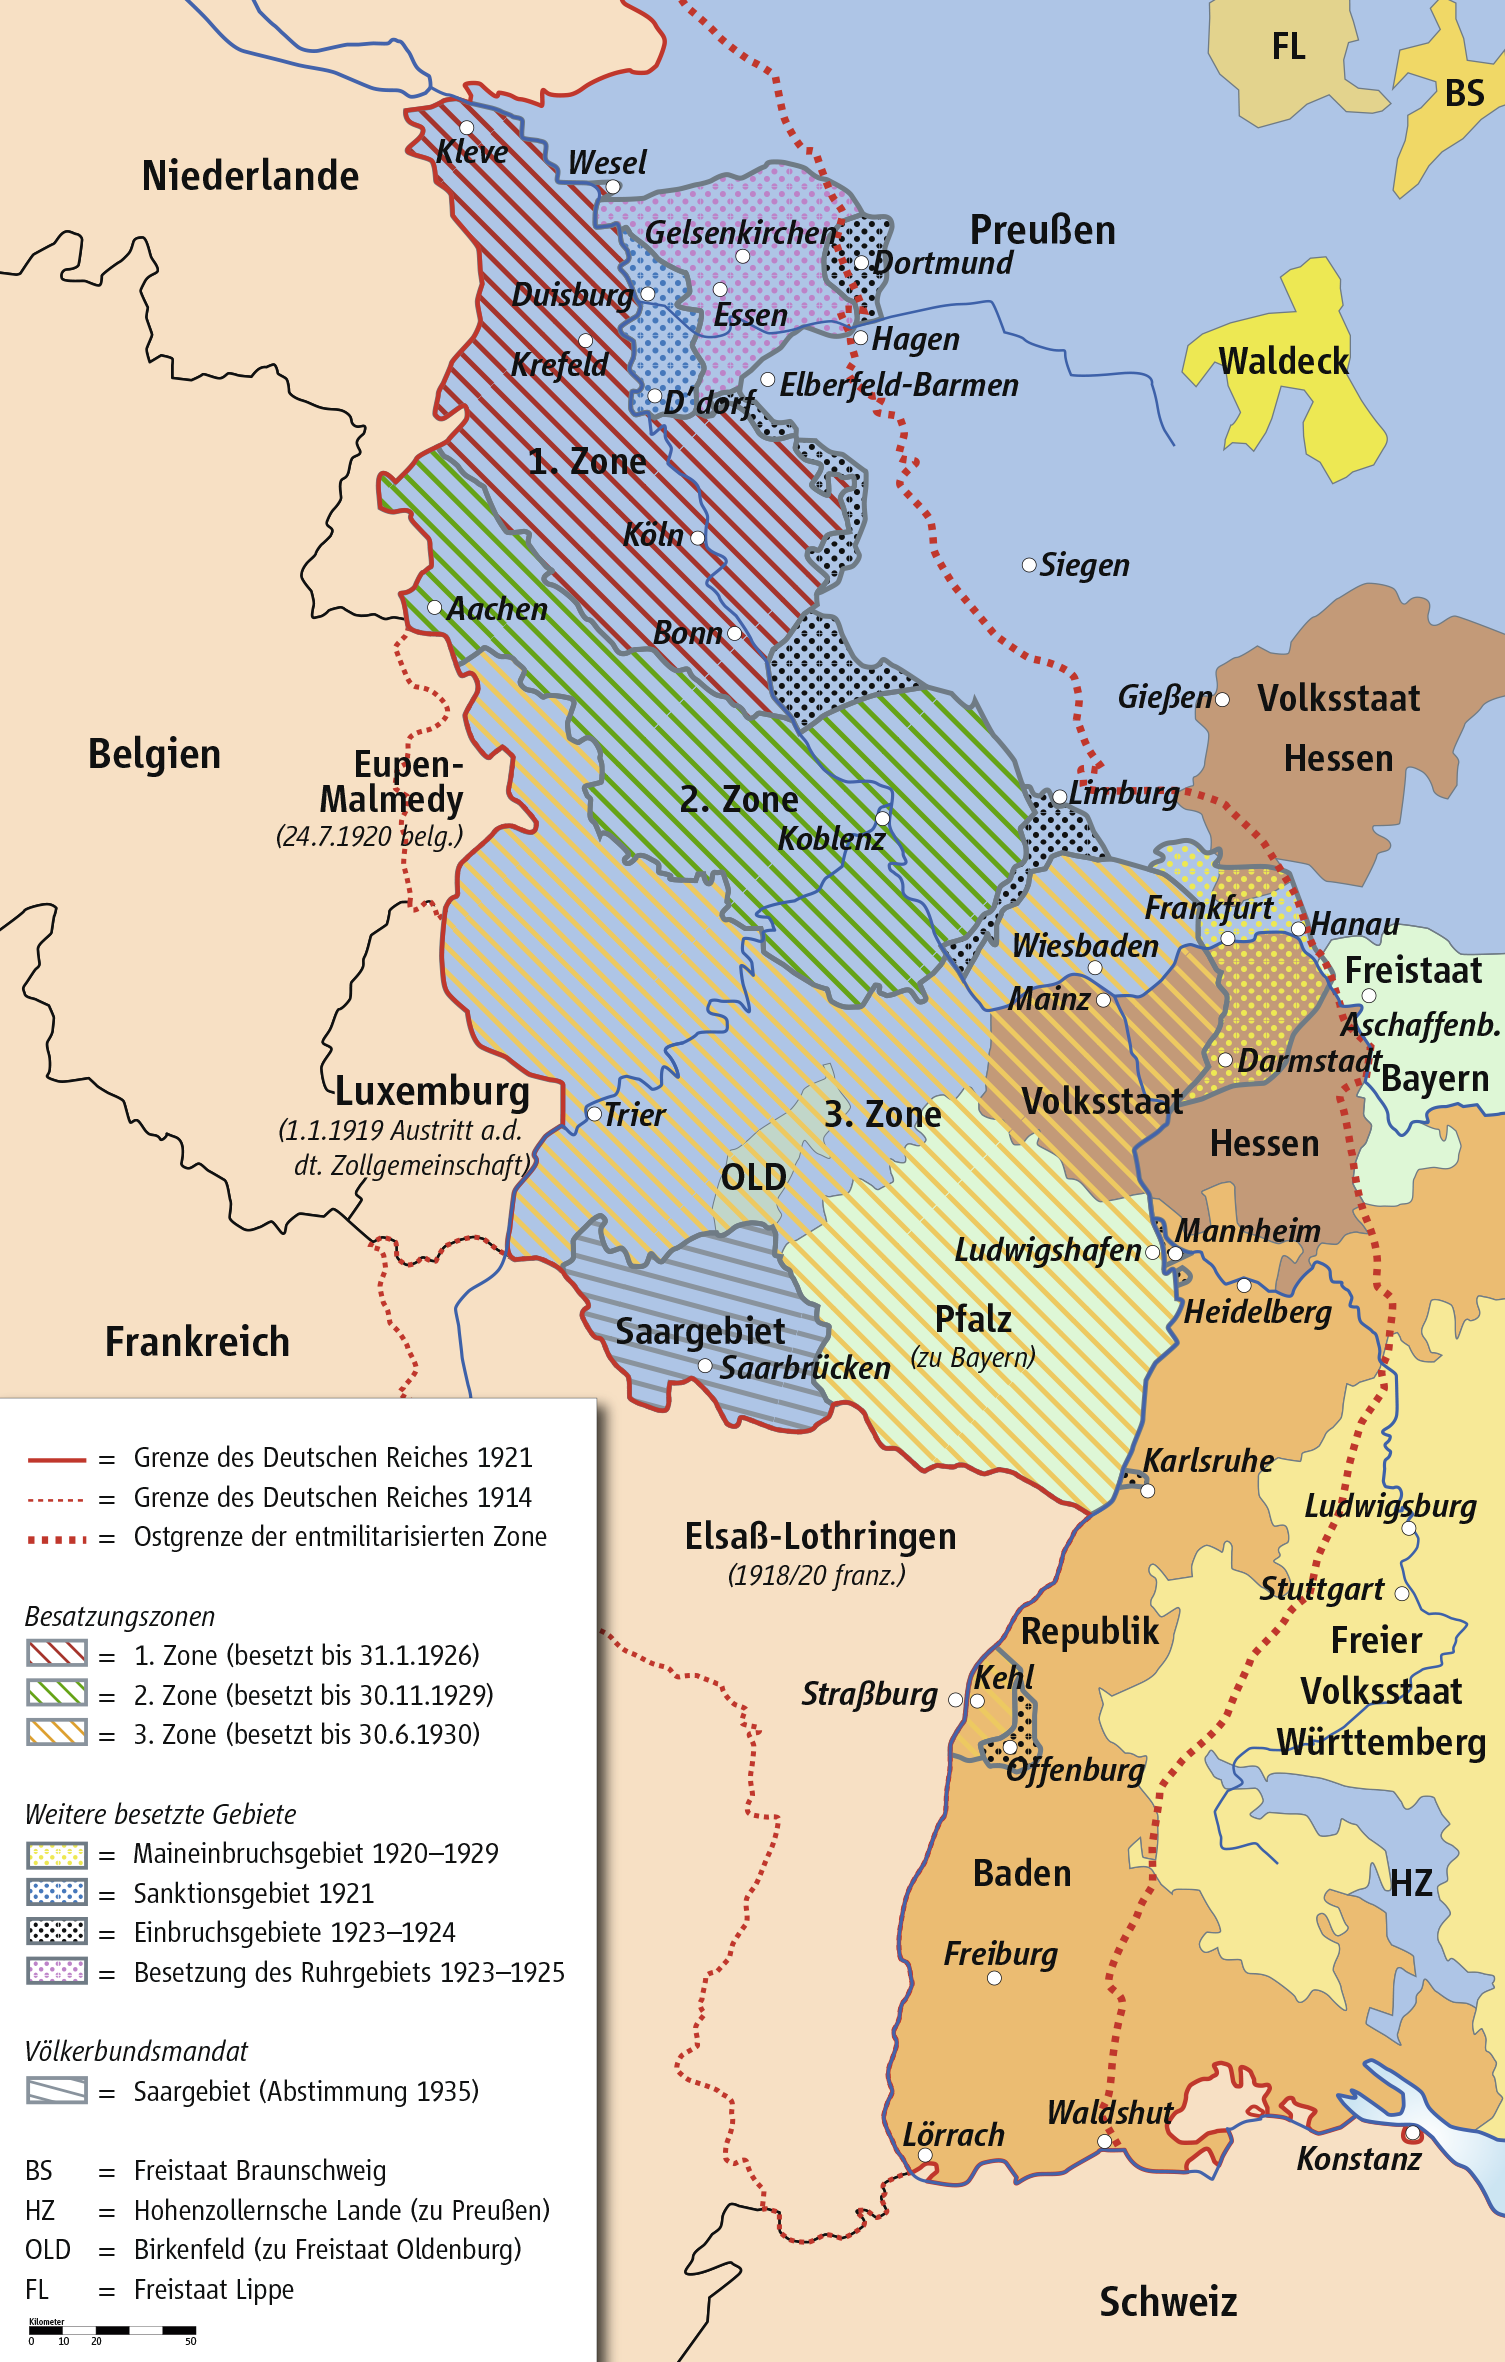 FL
BS
Niederlande
Kleve
Wesel
Preußen
Gelsenkirchen
Dortmund
Duisburg
Essen
Hagen
Krefeld
Waldeck
Elberfeld-Barmen
D'dorf
1. Zone
Köln
Siegen
Aachen
Bonn
Gießen
Volksstaat
Hessen
Belgien
Eupen-
Malmedy
(24.7.1920 belg.)
2. Zone
Koblenz
Limburg
Frankfurt
Hanau
Wiesbaden
Mainz
Freistaat
Aschaffenb.
Darmstadt
Bayern
Luxemburg
(1.1.1919 Austritt a.d.
dt. Zollgemeinschaft)
Trier
3. Zone
Volksstaat
Hessen
OLD
Mannheim
Ludwigshafen
Heidelberg
Frankreich
Saargebiet
Saarbrücken
Pfalz
(zu Bayern)
Karlsruhe
Ludwigsburg
Elsaß-Lothringen
(1918/20 franz.)
Stuttgart
Republik
Freier
Volksstaat
Württemberg
Straßburg
Kehl
Offenburg
Baden
HZ
Freiburg
Waldshut
Lörrach
Konstanz
Schweiz
= Grenze des Deutschen Reiches 1921
= Grenze des Deutschen Reiches 1914
= Ostgrenze der entmilitarisierten Zone
Besatzungszonen
= 1. Zone (besetzt bis 31.1.1926)
= 2. Zone (besetzt bis 30.11.1929)
= 3. Zone (besetzt bis 30.6.1930)
Weitere besetzte Gebiete
= Maineinbruchsgebiet 1920–1929
= Sanktionsgebiet 1921
= Einbruchsgebiete 1923–1924
= Besetzung des Ruhrgebiets 1923–1925
Völkerbundsmandat
= Saargebiet (Abstimmung 1935)
BS = Freistaat Braunschweig
HZ = Hohenzollernsche Lande (zu Preußen)
OLD = Birkenfeld (zu Freistaat Oldenburg)
FL = Freistaat Lippe
Kilometer
0 10 20 50